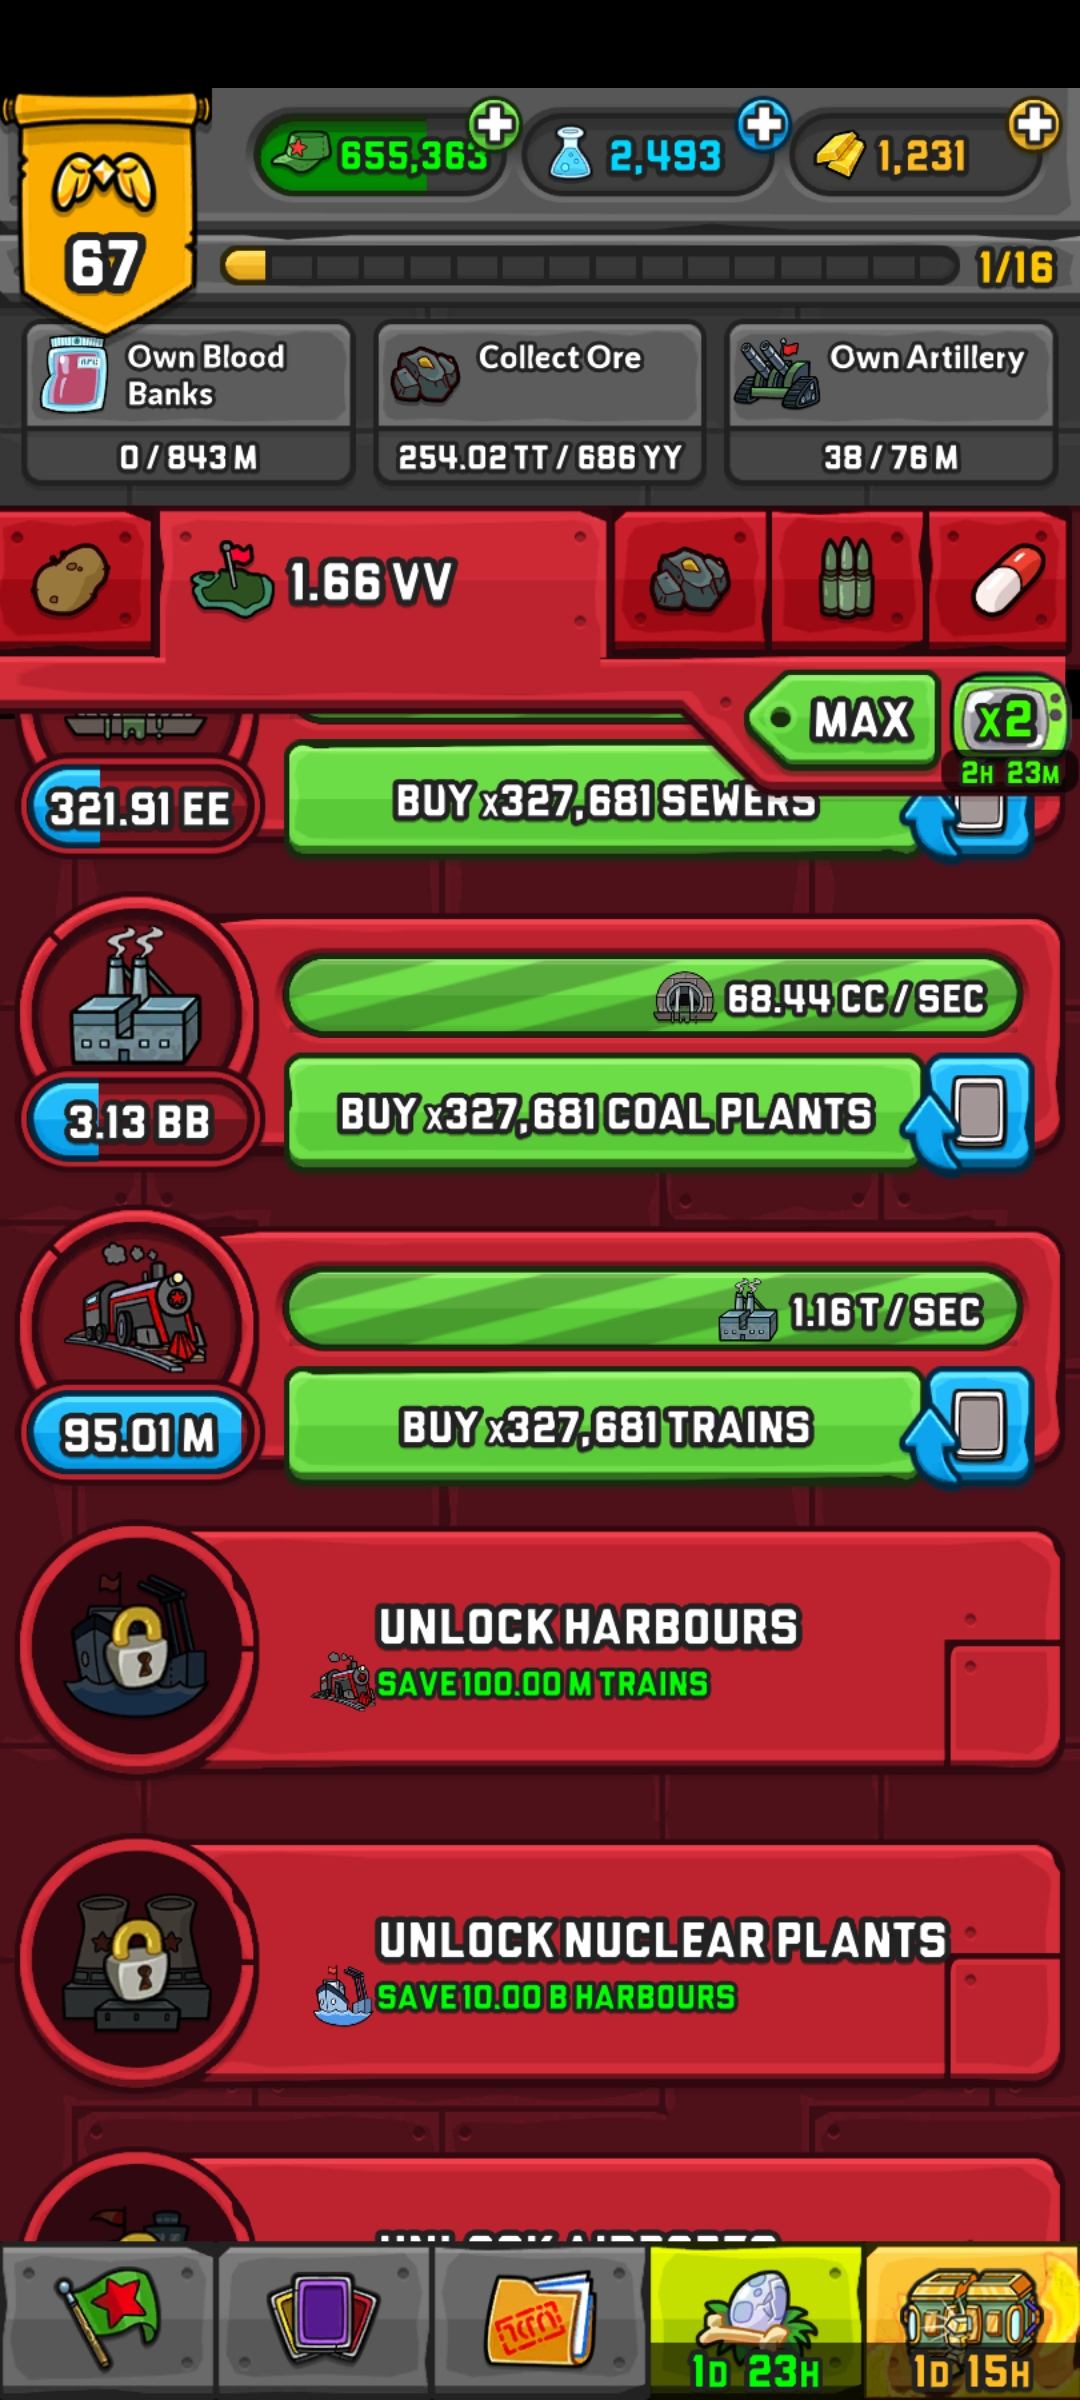 655,363
2,493
1,231
67
1/16
Own Blood
Banks
0 / 843 M
Collect Ore
254.02 TT / 686 YY
Own Artillery
38 / 76 M
1.66 VV
MAX
x2
2H 23M
321.91 EE
BUY x327,681 SEWERS
68.44 CC / SEC
3.13 BB
BUY x327,681 COAL PLANTS
1.16 T / SEC
95.01 M
BUY x327,681 TRAINS
UNLOCK HARBOURS
SAVE 100.00 M TRAINS
UNLOCK NUCLEAR PLANTS
SAVE 10.00 B HARBOURS
1D 23H
1D 15H